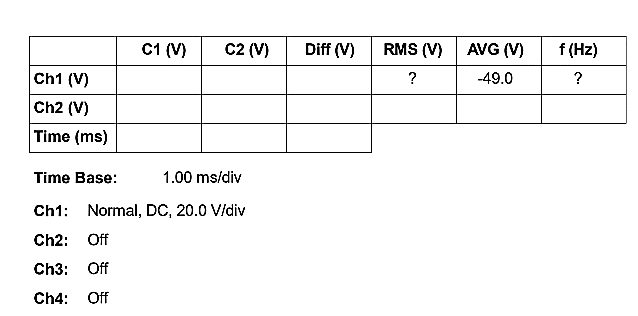 C1 (V) C2 (V) Diff (V) RMS (V) AVG (V) f (Hz)
Ch1 (V) ? -49.0 ?
Ch2 (V)
Time (ms)
Time Base: 1.00 ms/div
Ch1: Normal, DC, 20.0 V/div
Ch2: Off
Ch3: Off
Ch4: Off